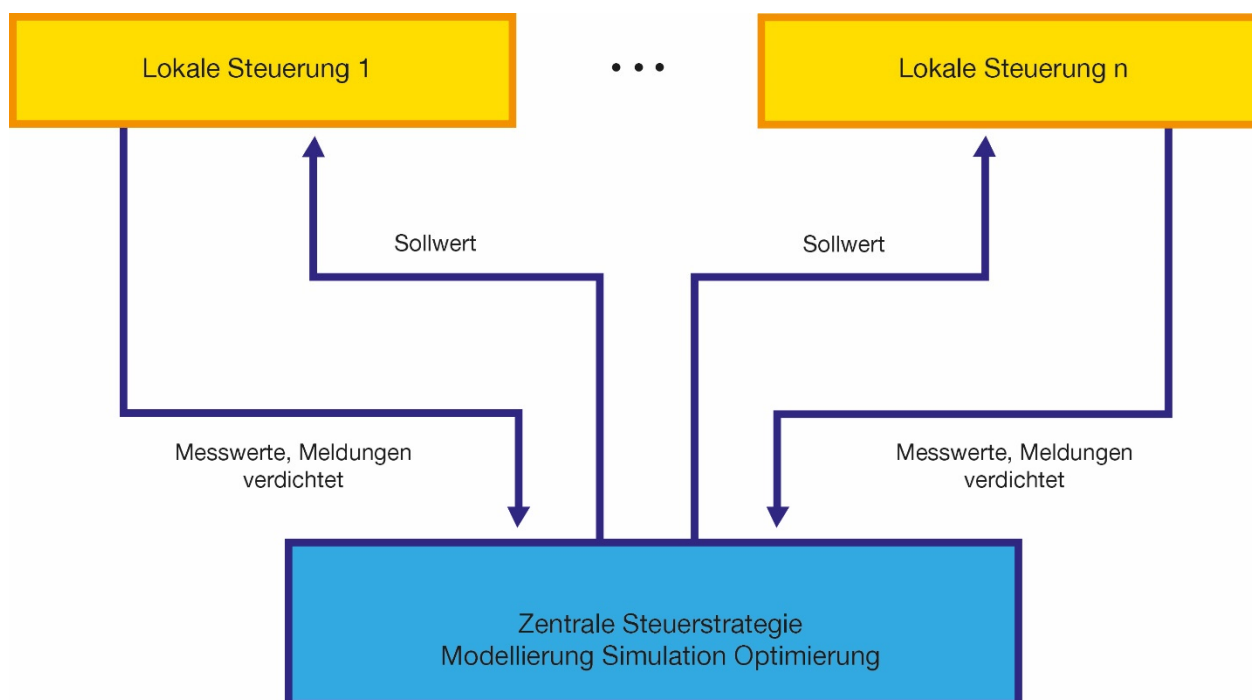 Lokale Steuerung 1
• • •
Lokale Steuerung n
Sollwert
Sollwert
Messwerte, Meldungen
verdichtet
Messwerte, Meldungen
verdichtet
Zentrale Steuerstrategie
Modellierung Simulation Optimierung